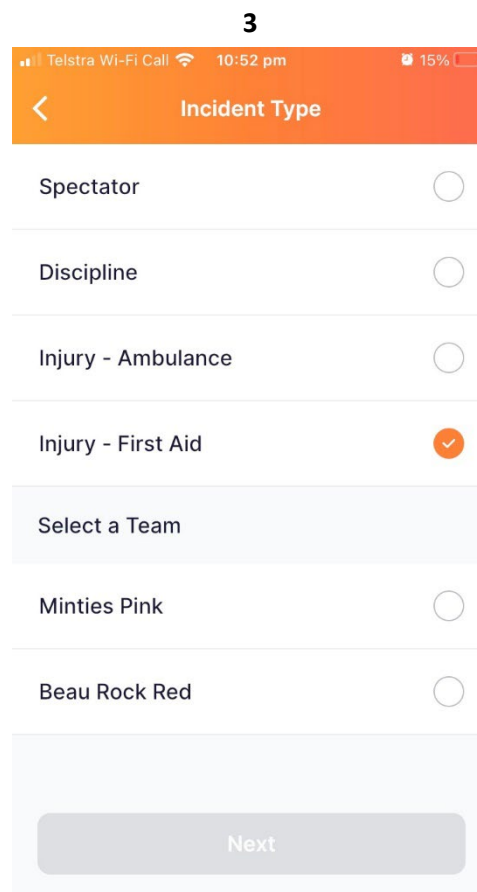 3
Telstra Wi-Fi Call 10:52 pm 15%
Incident Type
Spectator
Discipline
Injury - Ambulance
Injury - First Aid
Select a Team
Minties Pink
Beau Rock Red
Next